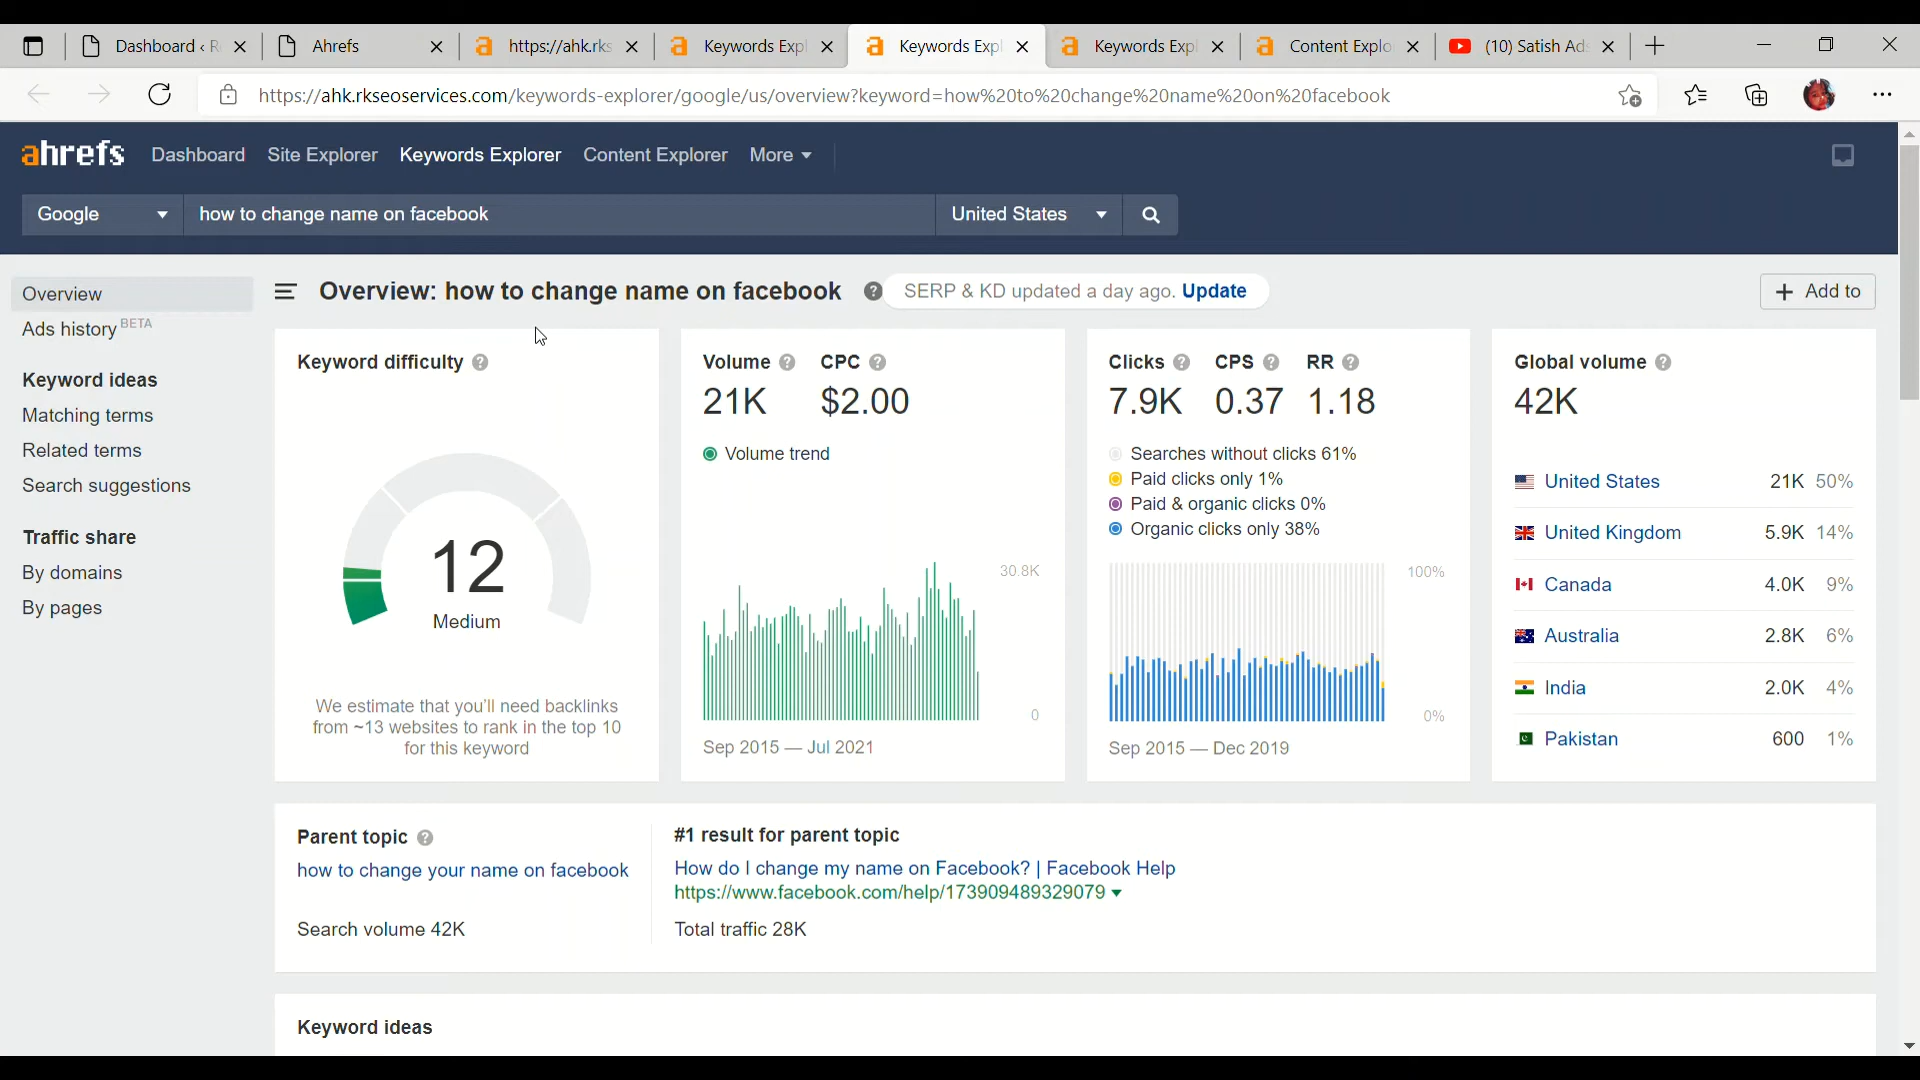 Dashboard ‹ R
Ahrefs
https://ahk.rks
Keywords Expl
Keywords Expl
Keywords Expl
Content Explo
(10) Satish Ads
https://ahk.rkseoservices.com/keywords-explorer/google/us/overview?keyword=how%20to%20change%20name%20on%20facebook
ahrefs Dashboard Site Explorer Keywords Explorer Content Explorer More
Google how to change name on facebook United States
Overview
Ads history BETA
Keyword ideas
Matching terms
Related terms
Search suggestions
Traffic share
By domains
By pages
Overview: how to change name on facebook ? SERP & KD updated a day ago. Update
+ Add to
Keyword difficulty ?
12
Medium
We estimate that you'll need backlinks
from ~13 websites to rank in the top 10
for this keyword
Volume ? CPC ?
21K $2.00
Volume trend
30.8K
0
Sep 2015 — Jul 2021
Clicks ? CPS ? RR ?
7.9K 0.37 1.18
Searches without clicks 61%
Paid clicks only 1%
Paid & organic clicks 0%
Organic clicks only 38%
100%
0%
Sep 2015 — Dec 2019
Global volume ?
42K
United States 21K 50%
United Kingdom 5.9K 14%
Canada 4.0K 9%
Australia 2.8K 6%
India 2.0K 4%
Pakistan 600 1%
Parent topic ?
how to change your name on facebook
Search volume 42K
#1 result for parent topic
How do I change my name on Facebook? | Facebook Help
https://www.facebook.com/help/173909489329079
Total traffic 28K
Keyword ideas